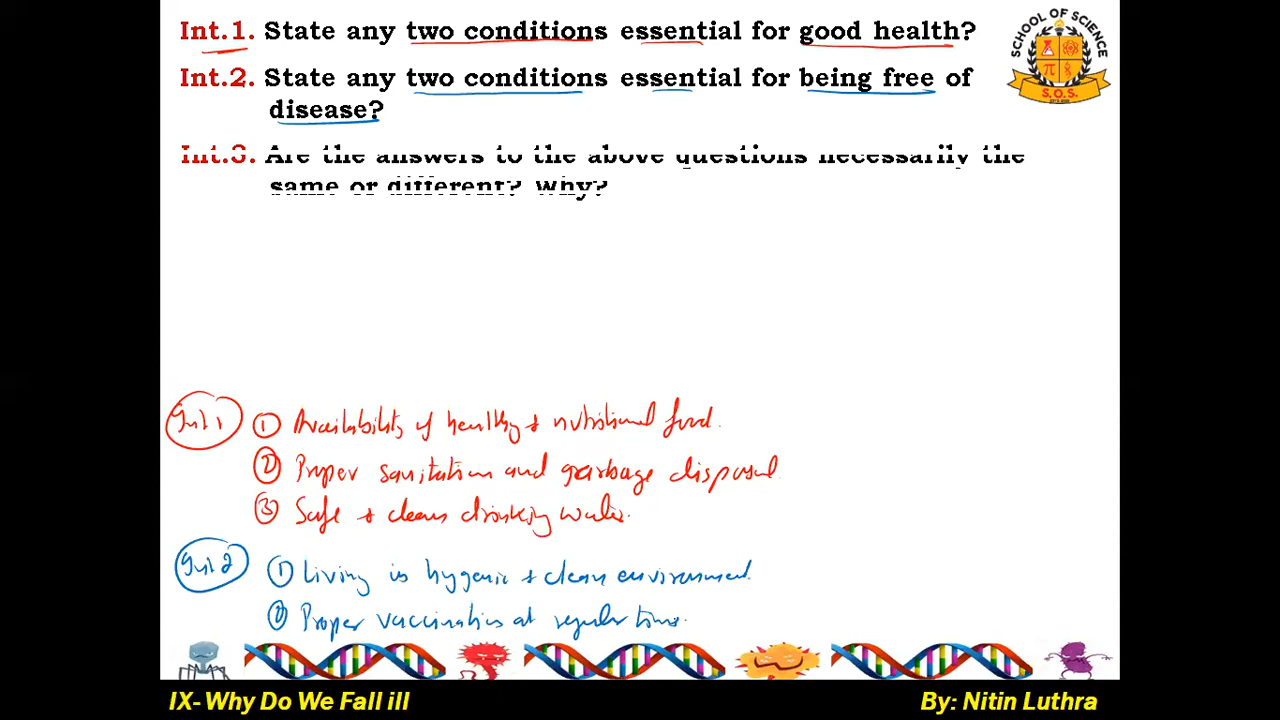 Int.1. State any two conditions essential for good health?
SCHOOL OF SCIENCE
S.O.S.
Int.2. State any two conditions essential for being free of
disease?
Int.3. Are the answers to the above questions necessarily the
same or different? Why?
Int 1 ① Availability of healthy + nutritional food.
② Proper sanitation and garbage disposal
③ Safe + clean drinking water.
Int 2 ① Living in hygenic + clean environment.
② Proper vaccination at regular time.
IX- Why Do We Fall ill
By: Nitin Luthra